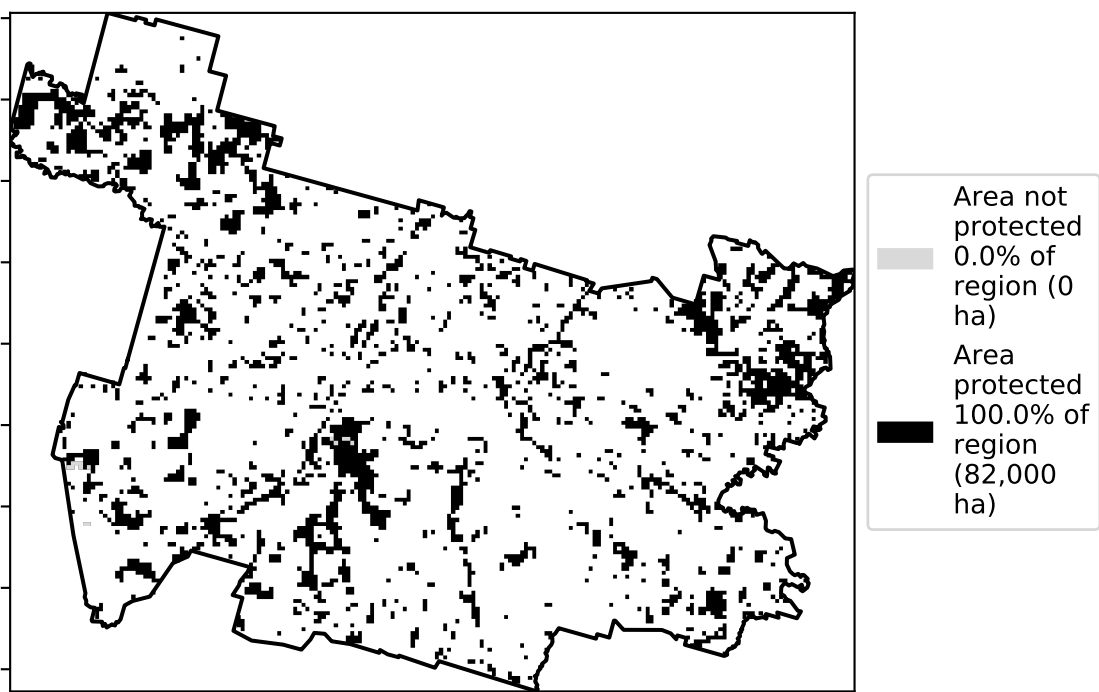 Area not
protected
0.0% of
region (0
ha)
Area
protected
100.0% of
region
(82,000
ha)